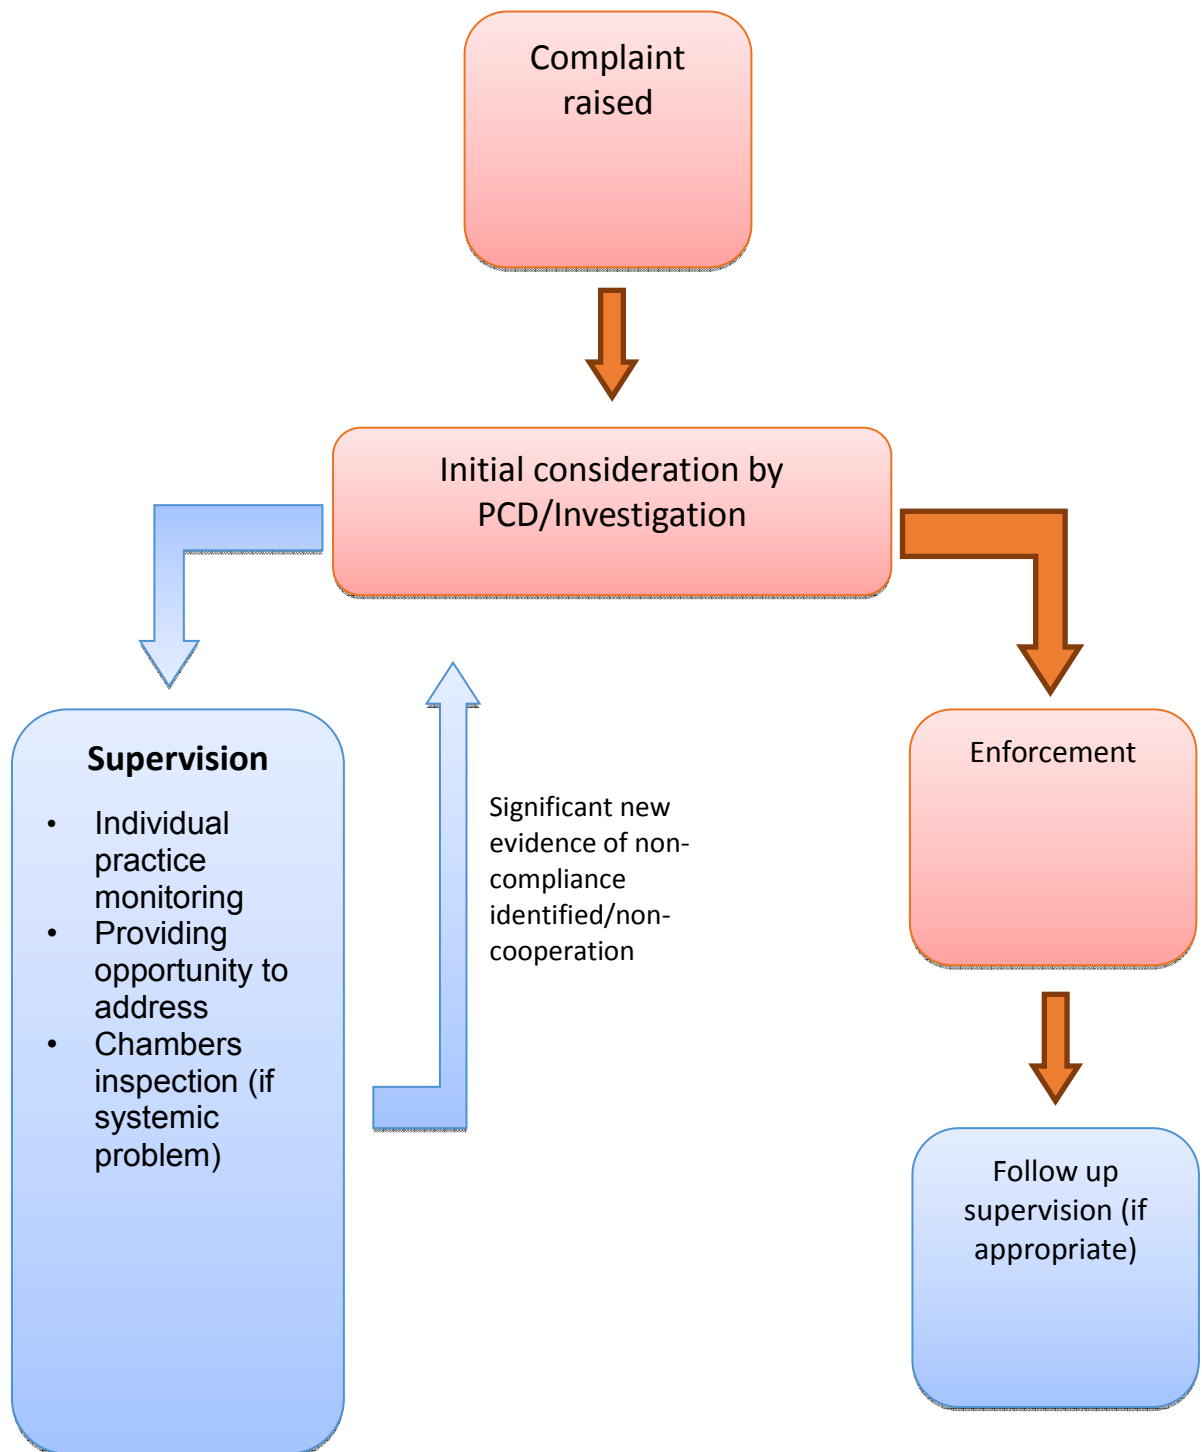 Complaint
raised
Initial consideration by
PCD/Investigation
Supervision
• Individual
practice
monitoring
• Providing
opportunity to
address
• Chambers
inspection (if
systemic
problem)
Significant new
evidence of non-
compliance
identified/non-
cooperation
Enforcement
Follow up
supervision (if
appropriate)